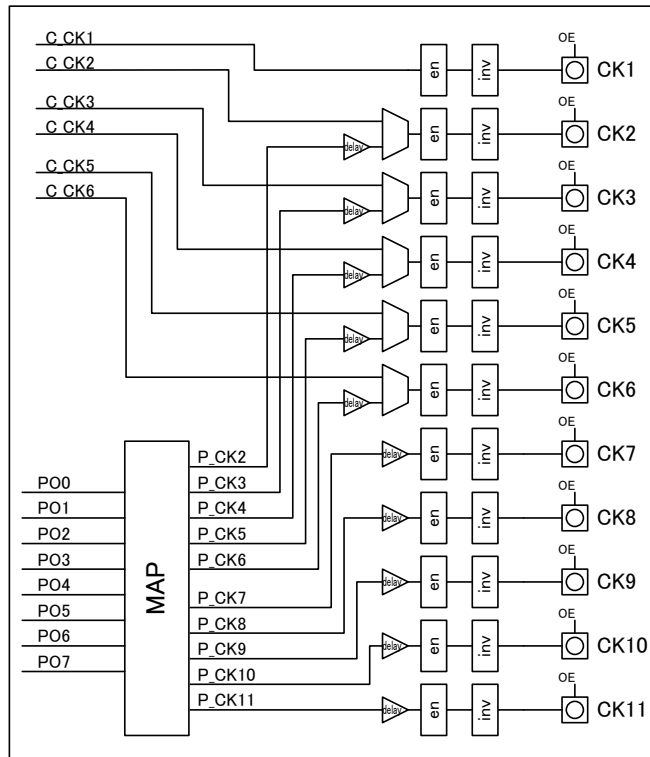 C_CK1 OE
en inv CK1
C_CK2 OE
delay en inv CK2
C_CK3 OE
C_CK4
delay en inv CK3
OE
delay en inv CK4
C_CK5 OE
C_CK6
delay en inv CK5
OE
delay en inv CK6
OE
P_CK2 delay en inv CK7
PO0 P_CK3
PO1 P_CK4 OE
PO2 P_CK5 delay en inv CK8
PO3 P_CK6
PO4 MAP OE
P_CK7 delay en inv CK9
PO5 P_CK8
PO6 P_CK9 OE
PO7 P_CK10 delay en inv CK10
P_CK11 OE
delay en inv CK11